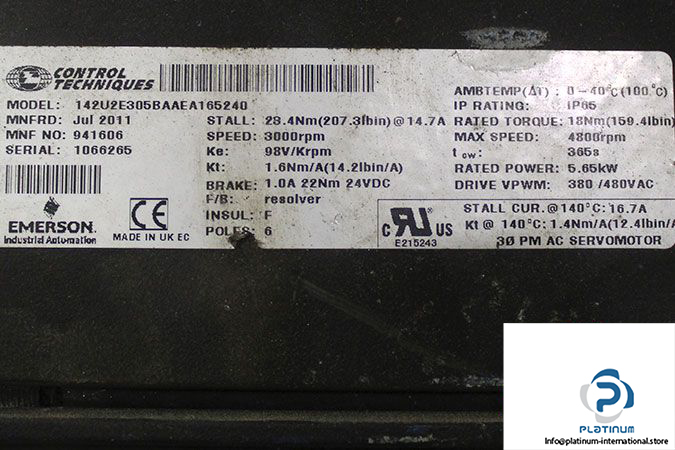 CONTROL TECHNIQUES
MODEL: 142U2E305BAAEA165240
MNFRD: Jul 2011
MNF NO: 941606
SERIAL: 1066265
EMERSON
Industrial Automation
CE
MADE IN UK EC
STALL: 23.4Nm(207.3lbin)@14.7A
SPEED: 3000rpm
Ke: 98V/Krpm
Kt: 1.6Nm/A(14.2lbin/A)
BRAKE: 1.0A 22Nm 24VDC
F/B: resolver
INSUL: F
POLES: 6
AMBTEMP(Δt): 0-40°C(100°C)
IP RATING: IP65
RATED TORQUE: 18Nm(159.4lbin)
MAX SPEED: 4800rpm
tcw: 365s
RATED POWER: 5.65kW
DRIVE VPWM: 380/480VAC
C RU US
E215243
STALL CUR.@140°C: 16.7A
Kt @ 140°C: 1.4Nm/A(12.4lbin/A
3Ø PM AC SERVOMOTOR
PLATINUM
info@platinum-international.store